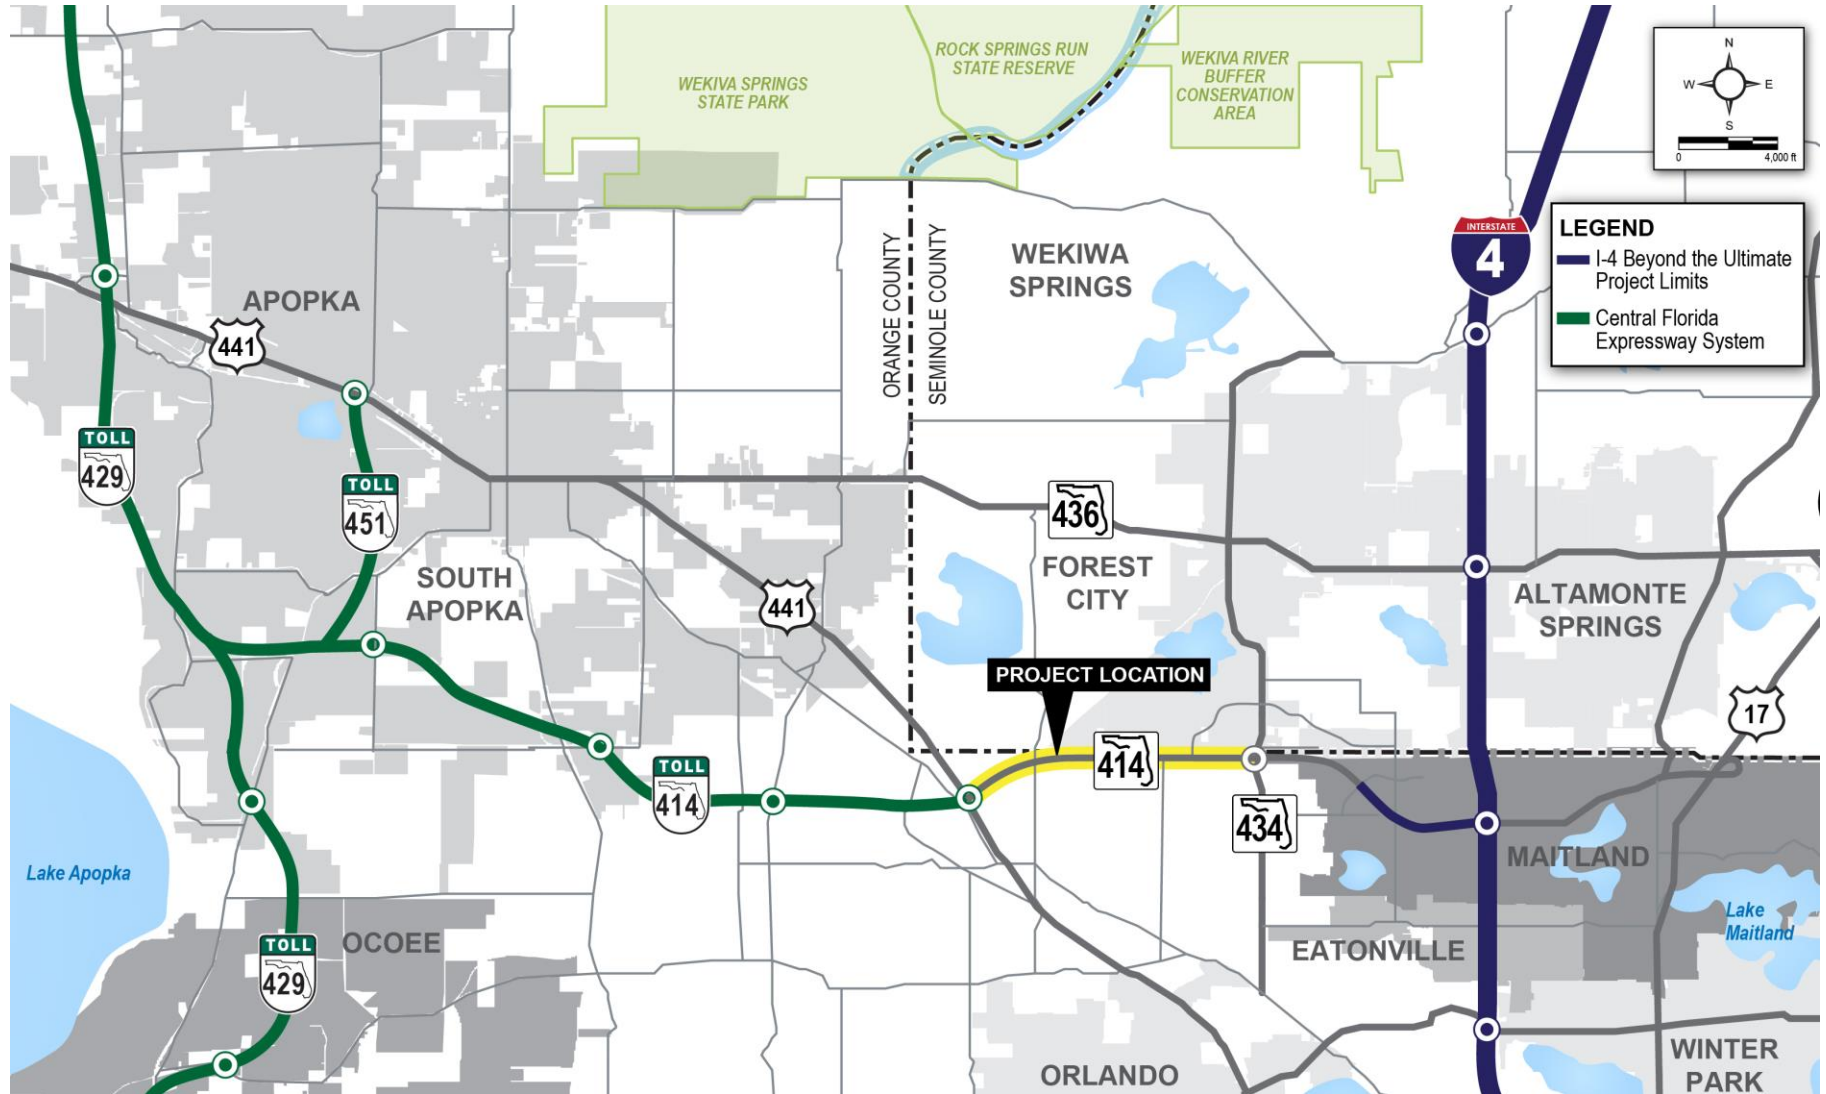 ROCK SPRINGS RUN
STATE RESERVE
WEKIVA RIVER
BUFFER
CONSERVATION
AREA
WEKIVA SPRINGS
STATE PARK
N
W
E
S
0
4,000 ft
INTERSTATE
4
LEGEND
I-4 Beyond the Ultimate
Project Limits
Central Florida
Expressway System
ORANGE COUNTY
SEMINOLE COUNTY
WEKIWA
SPRINGS
APOPKA
441
TOLL
429
TOLL
451
436
SOUTH
APOPKA
441
FOREST
CITY
ALTAMONTE
SPRINGS
PROJECT LOCATION
17
414
TOLL
414
434
MAITLAND
Lake Apopka
Lake
Maitland
OCOEE
TOLL
429
EATONVILLE
ORLANDO
WINTER
PARK